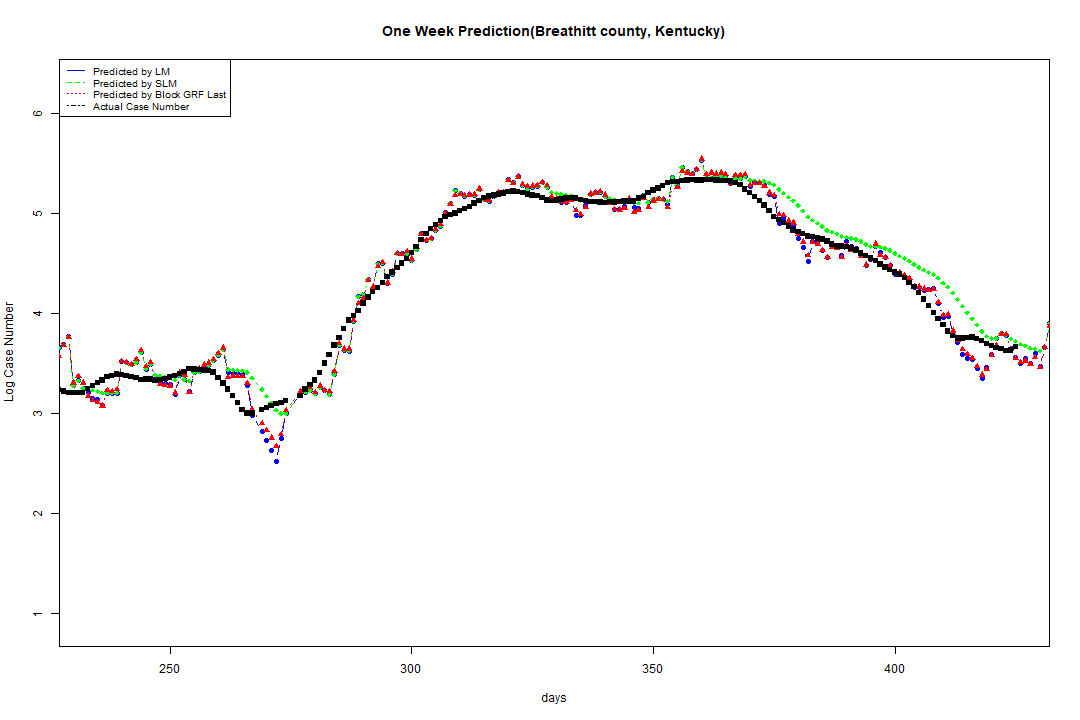 One Week Prediction(Breathitt county, Kentucky)
Predicted by LM
Predicted by SLM
Predicted by Block GRF Last
Actual Case Number
6
5
4
3
2
1
Log Case Number
250
300
350
400
days